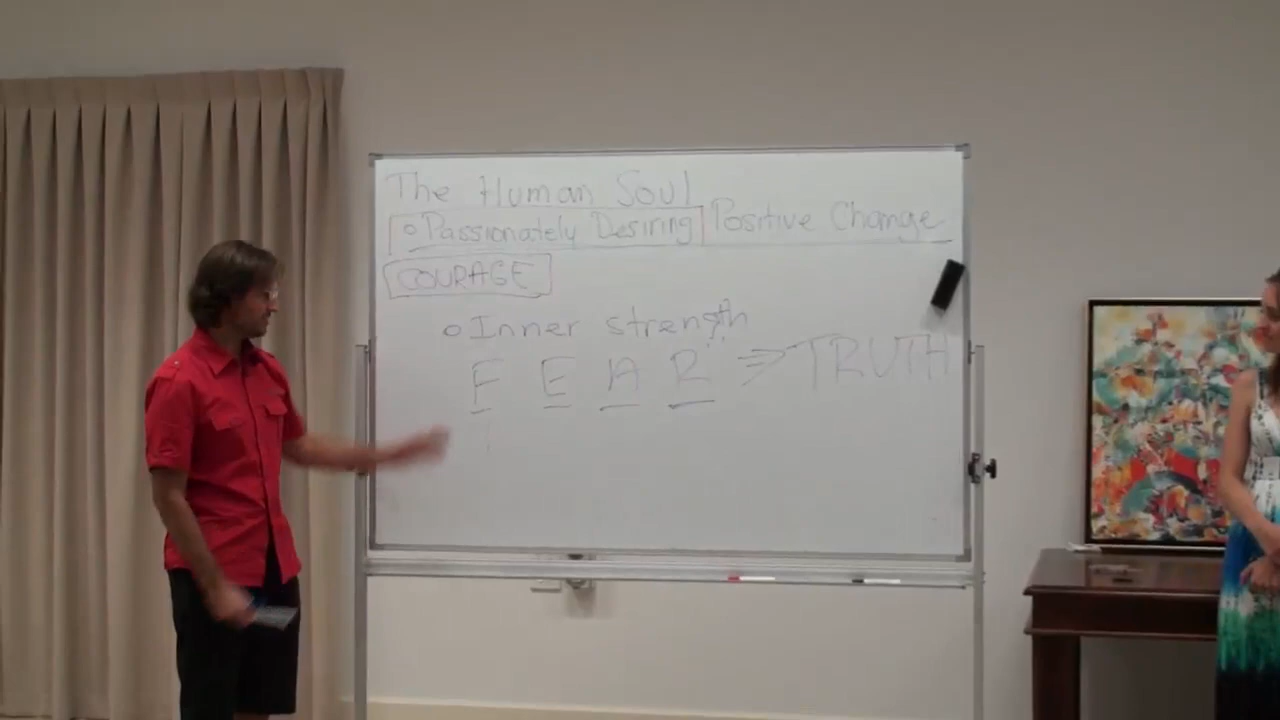 The Human Soul
o Passionately Desiring Positive Change
COURAGE
o Inner strength
F E A R => TRUTH